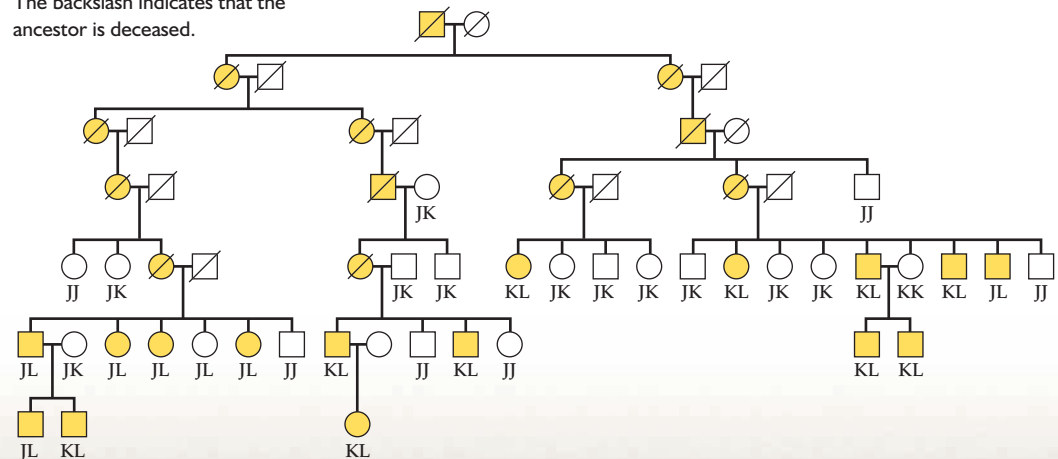 The backslash indicates that the
ancestor is deceased.
JK
JJ
JJ JK JK JK KL JK JK JK JK KL JK JK KL KK KL JL JJ
JL JK JL JL JL JL JJ KL JJ KL JJ KL KL
JL KL KL